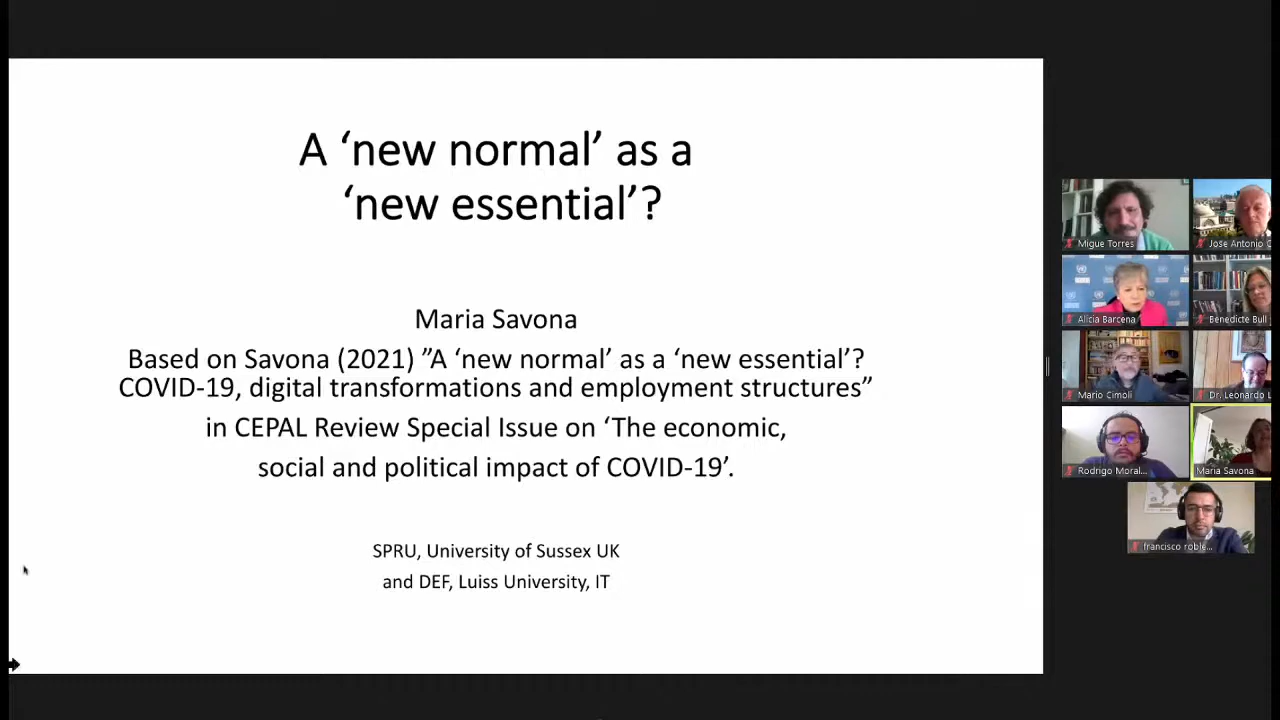 A ‘new normal’ as a
‘new essential’?
Maria Savona
Based on Savona (2021) ”A ‘new normal’ as a ‘new essential’?
COVID-19, digital transformations and employment structures”
in CEPAL Review Special Issue on ‘The economic,
social and political impact of COVID-19’.
SPRU, University of Sussex UK
and DEF, Luiss University, IT
Migue Torres
Jose Antonio
Alicia Barcena
Benedicte Bull
Mario Cimoli
Dr. Leonardo
Rodrigo Moral...
Maria Savona
francisco roble...